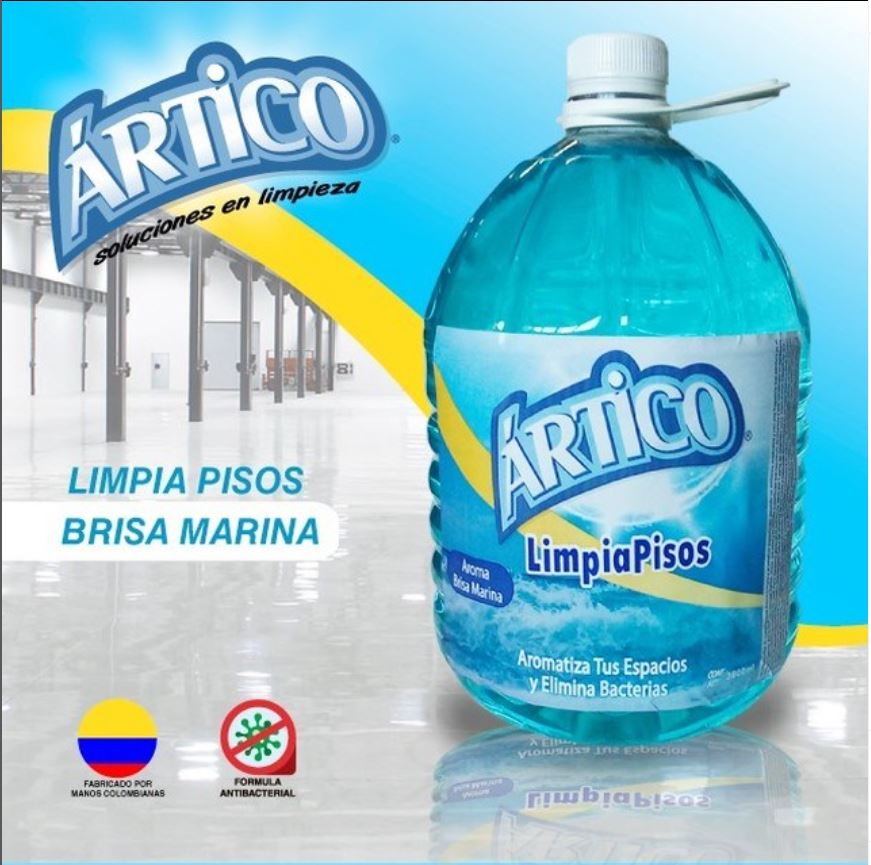 ÁRTICO
soluciones en limpieza
LIMPIA PISOS
BRISA MARINA
FABRICADO POR
MANOS COLOMBIANAS
FORMULA
ANTIBACTERIAL
ÁRTICO
LimpiaPisos
Aroma
Brisa Marina
Aromatiza Tus Espacios
y Elimina Bacterias
CONT